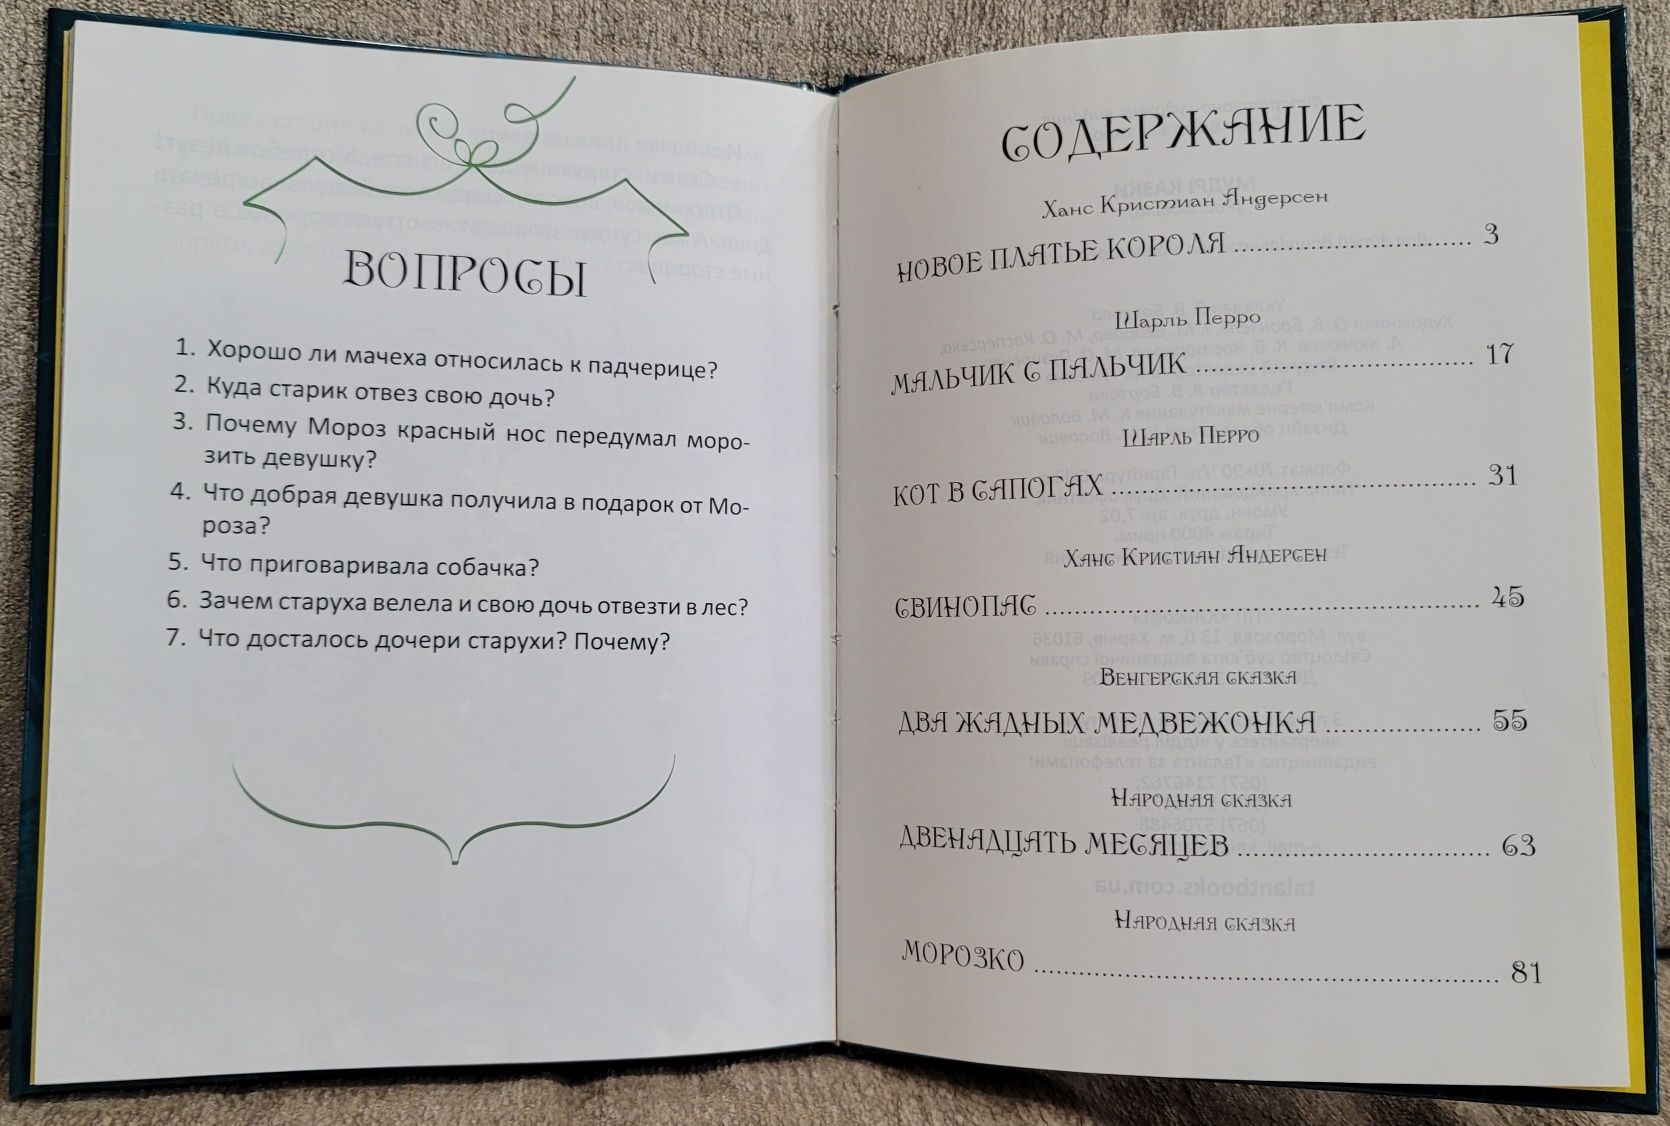 ВОПРОСЫ
1. Хорошо ли мачеха относилась к падчерице?
2. Куда старик отвез свою дочь?
3. Почему Мороз красный нос передумал моро-
зить девушку?
4. Что добрая девушка получила в подарок от Мо-
роза?
5. Что приговаривала собачка?
6. Зачем старуха велела и свою дочь отвезти в лес?
7. Что досталось дочери старухи? Почему?
СОДЕРЖАНИЕ
Ханс Кристиан Андерсен
НОВОЕ ПЛАТЬЕ КОРОЛЯ ........................ 3
Шарль Перро
МАЛЬЧИК С ПАЛЬЧИК ........................ 17
Шарль Перро
КОТ В САПОГАХ ........................ 31
Ханс Кристиан Андерсен
СВИНОПАС ........................ 45
Венгерская сказка
ДВА ЖАДНЫХ МЕДВЕЖОНКА ........................ 55
Народная сказка
ДВЕНАДЦАТЬ МЕСЯЦЕВ ........................ 63
Народная сказка
МОРОЗКО ........................ 81